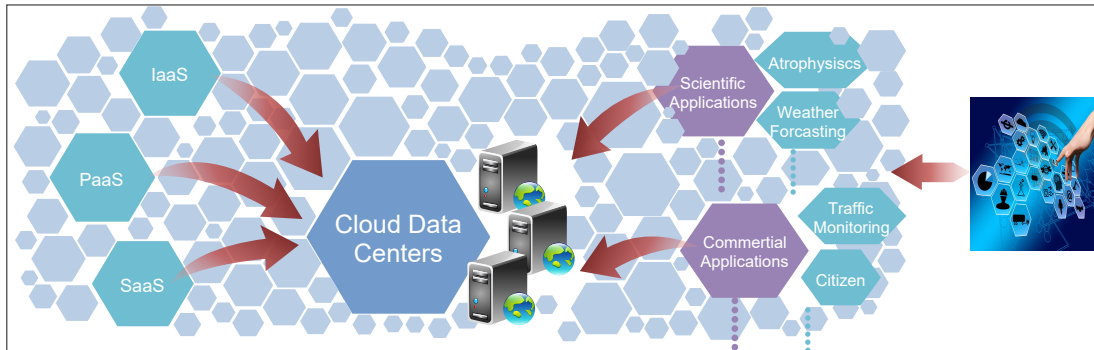 IaaS
PaaS
SaaS
Cloud Data
Centers
Scientific
Applications
Atrophysiscs
Weather
Forcasting
Commertial
Applications
Traffic
Monitoring
Citizen